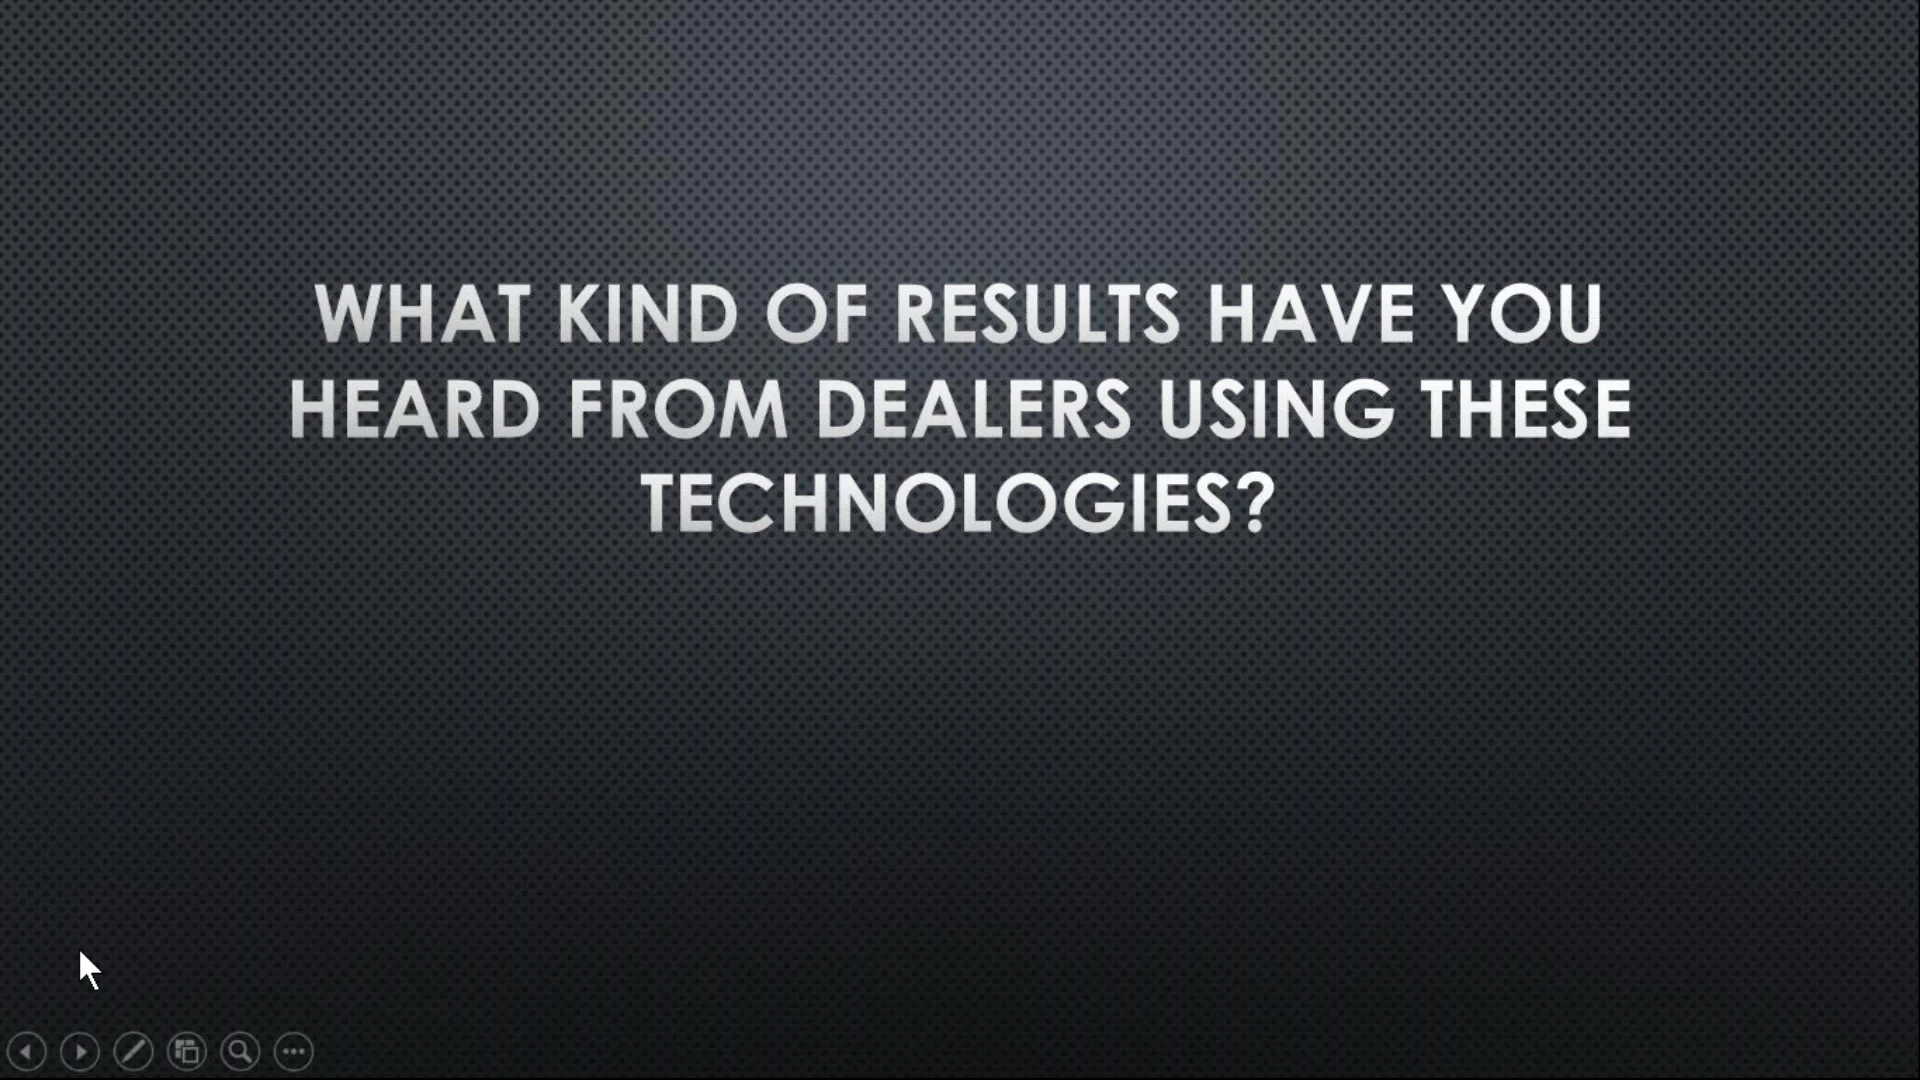 WHAT KIND OF RESULTS HAVE YOU
HEARD FROM DEALERS USING THESE
TECHNOLOGIES?